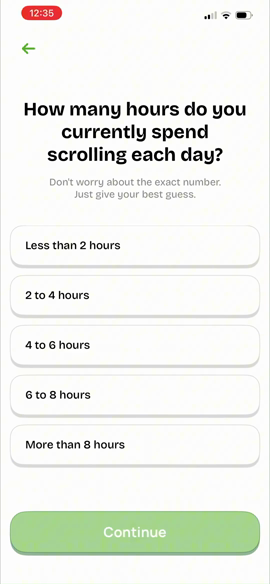 12:35
How many hours do you
currently spend
scrolling each day?
Don't worry about the exact number.
Just give your best guess.
Less than 2 hours
2 to 4 hours
4 to 6 hours
6 to 8 hours
More than 8 hours
Continue